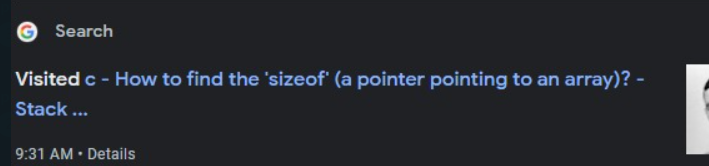 Search
Visited c - How to find the 'sizeof' (a pointer pointing to an array)? -
Stack ...
9:31 AM • Details